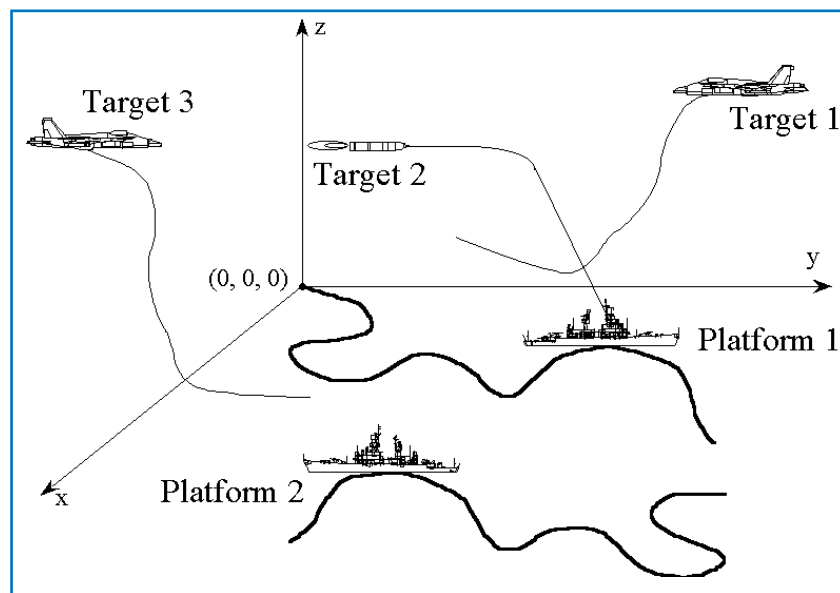 z
Target 3
Target 1
Target 2
(0, 0, 0)
y
Platform 1
Platform 2
x